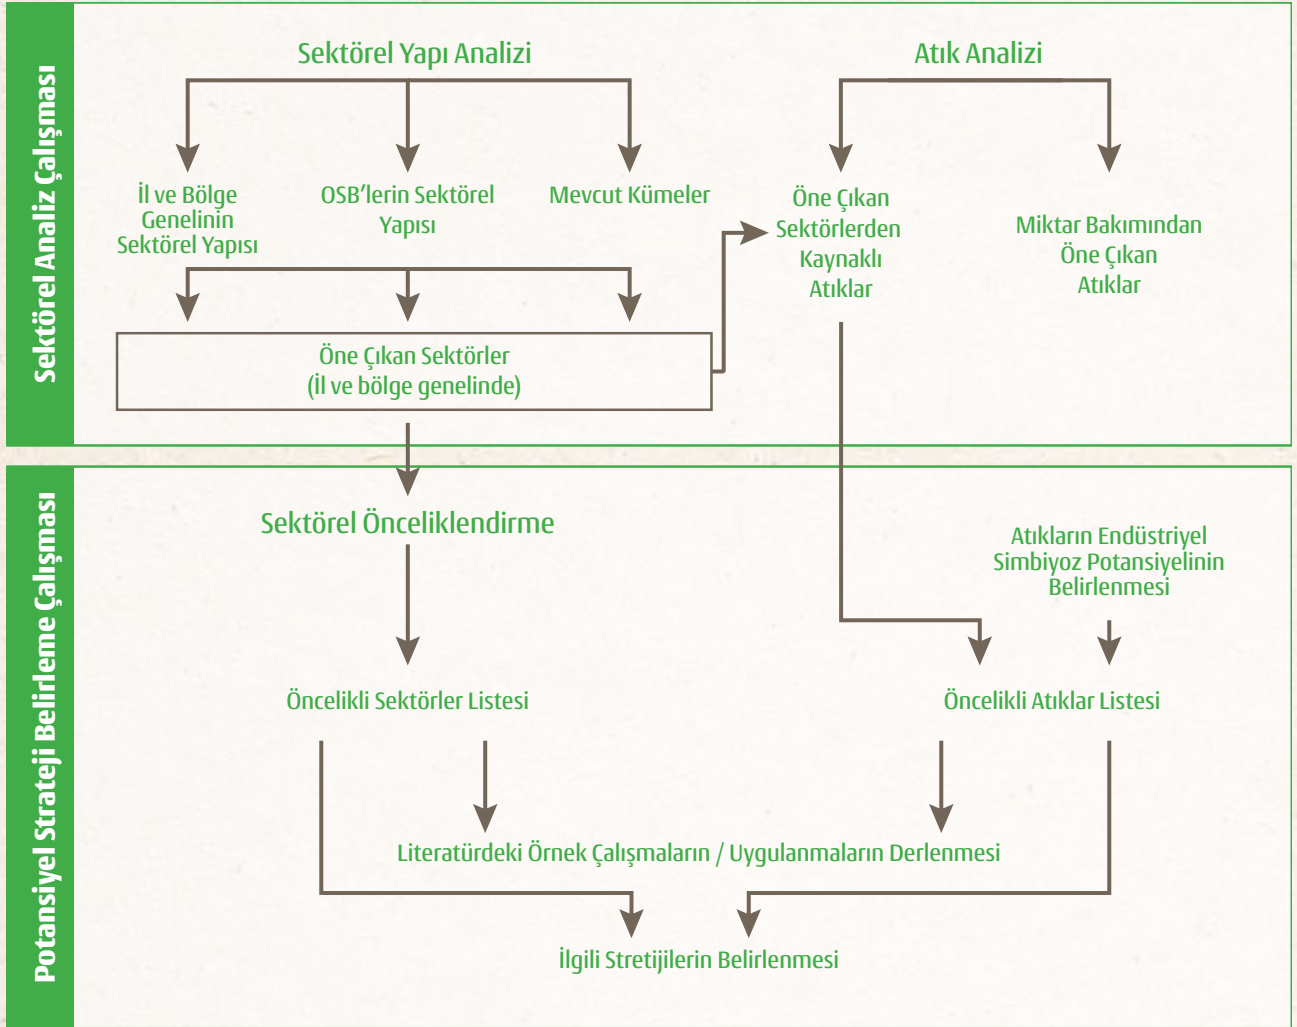 Sektörel Analiz Çalışması
Sektörel Yapı Analizi
Atık Analizi
İl ve Bölge
Genelinin
Sektörel Yapısı
OSB'lerin Sektörel
Yapısı
Mevcut Kümeler
Öne Çıkan
Sektörlerden
Kaynaklı
Atıklar
Miktar Bakımından
Öne Çıkan
Atıklar
Öne Çıkan Sektörler
(İl ve bölge genelinde)
Potansiyel Strateji Belirleme Çalışması
Sektörel Önceliklendirme
Atıkların Endüstriyel
Simbiyoz Potansiyelinin
Belirlenmesi
Öncelikli Sektörler Listesi
Öncelikli Atıklar Listesi
Literatürdeki Örnek Çalışmaların / Uygulanmaların Derlenmesi
İlgili Stretijilerin Belirlenmesi